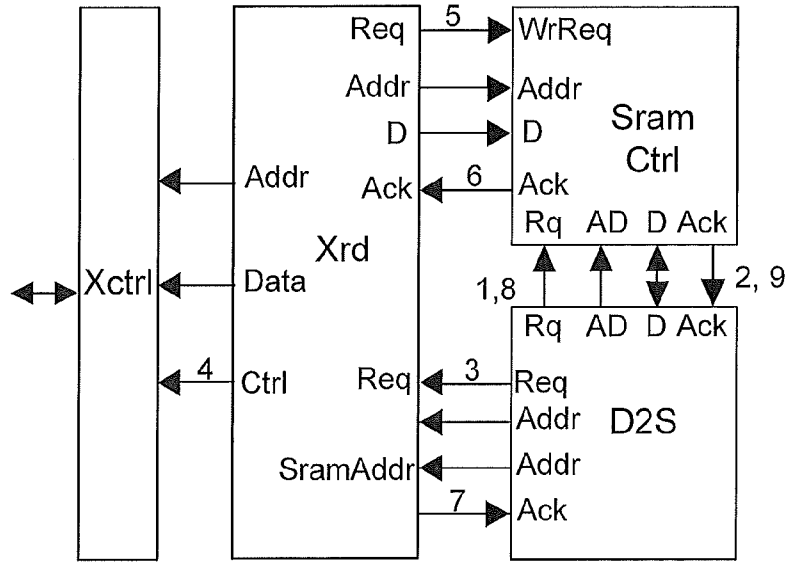 Req 5 WrReq
Addr Addr
D D
Sram
Ctrl
Addr
Ack 6 Ack
Rq AD D Ack
Xrd
Xctrl
Data
1,8
2, 9
Rq AD D Ack
4 Ctrl
Req 3 Req
Addr
D2S
SramAddr
Addr
7 Ack